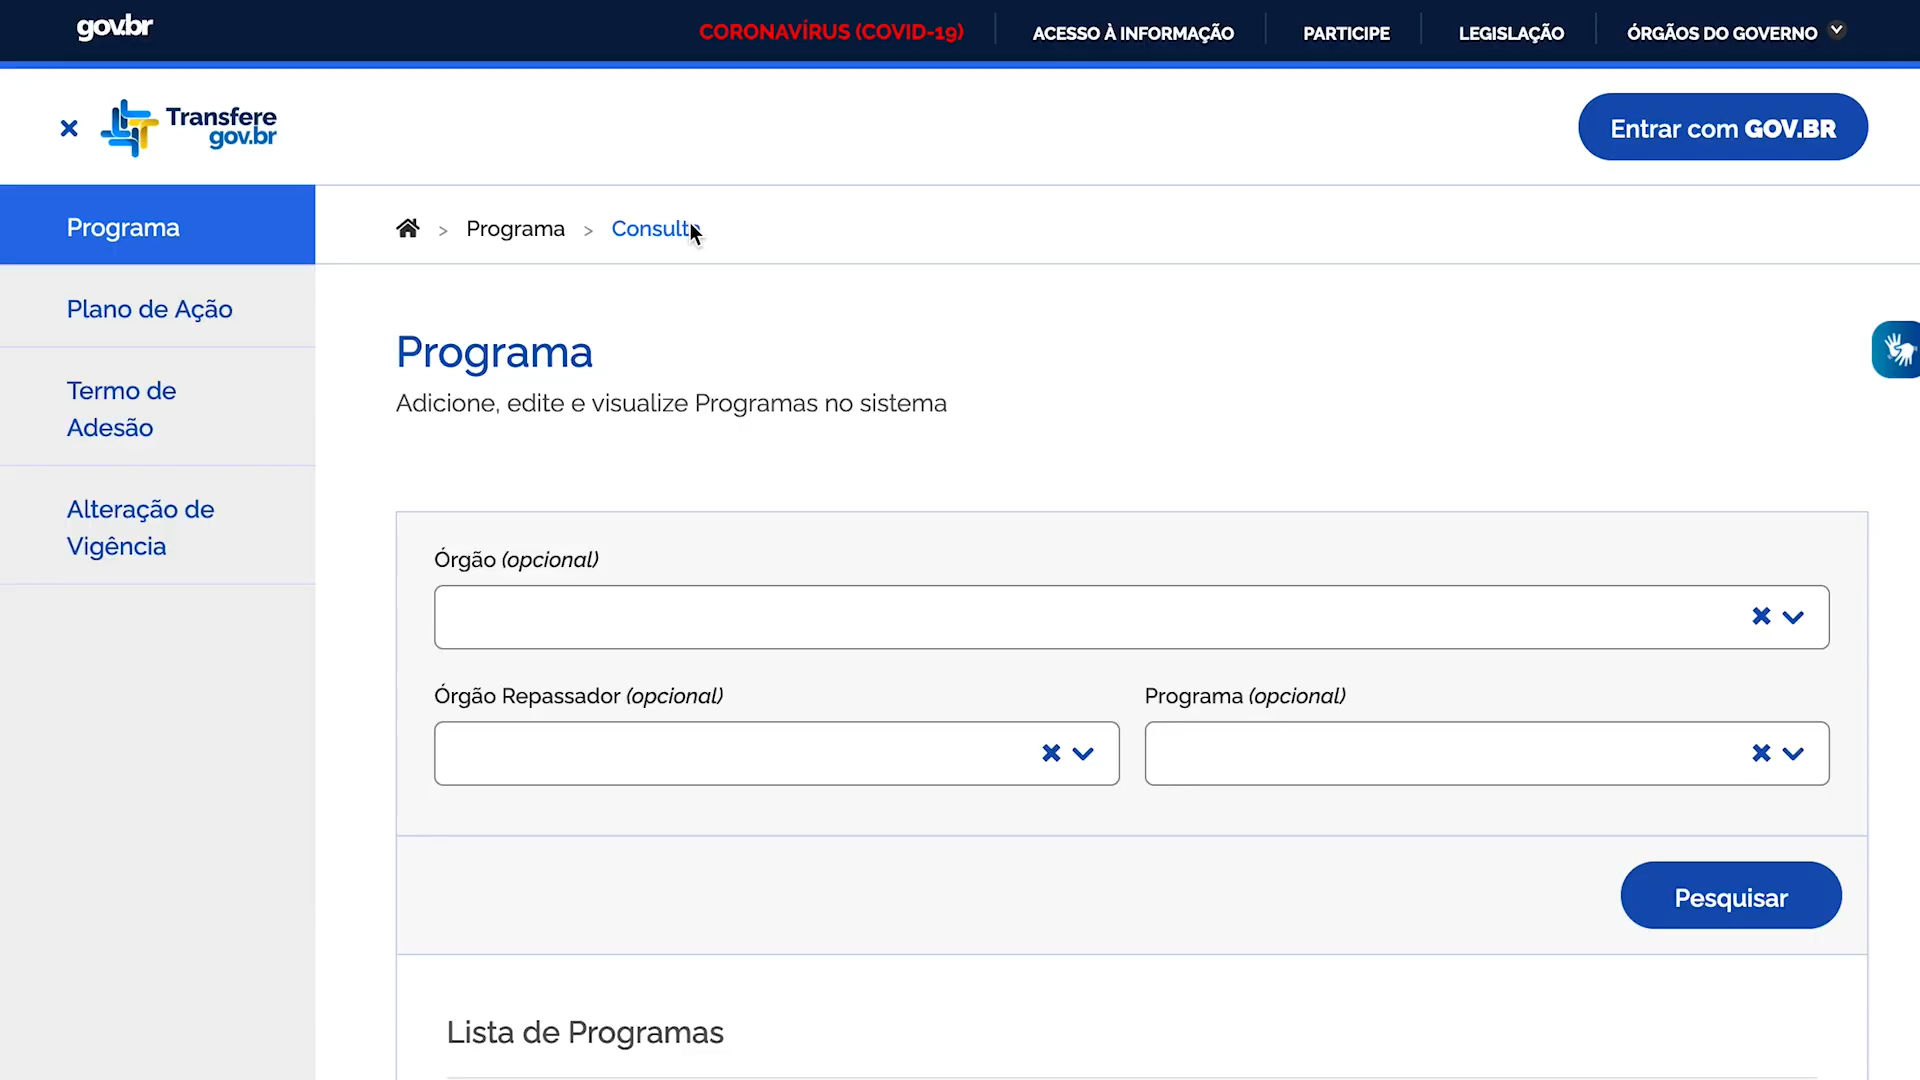 gov.br
CORONAVÍRUS (COVID-19)
ACESSO À INFORMAÇÃO
PARTICIPE
LEGISLAÇÃO
ÓRGÃOS DO GOVERNO
Transfere
gov.br
Entrar com GOV.BR
Programa
Plano de Ação
Termo de
Adesão
Alteração de
Vigência
Programa > Consulta
Programa
Adicione, edite e visualize Programas no sistema
Órgão (opcional)
Órgão Repassador (opcional)
Programa (opcional)
Pesquisar
Lista de Programas